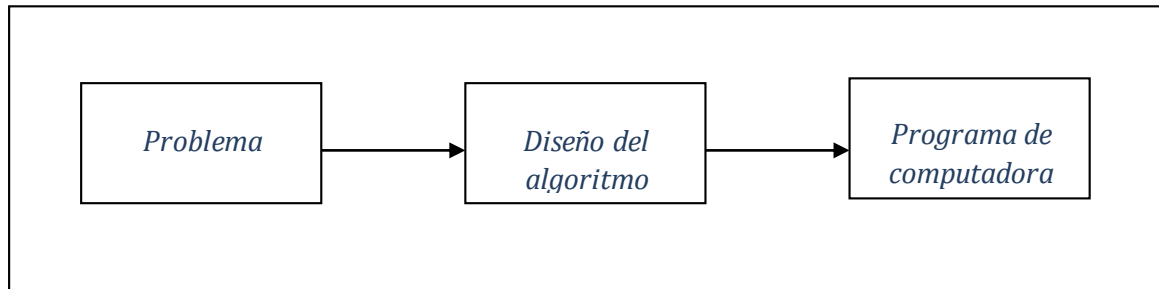 Problema
Diseño del
algoritmo
Programa de
computadora